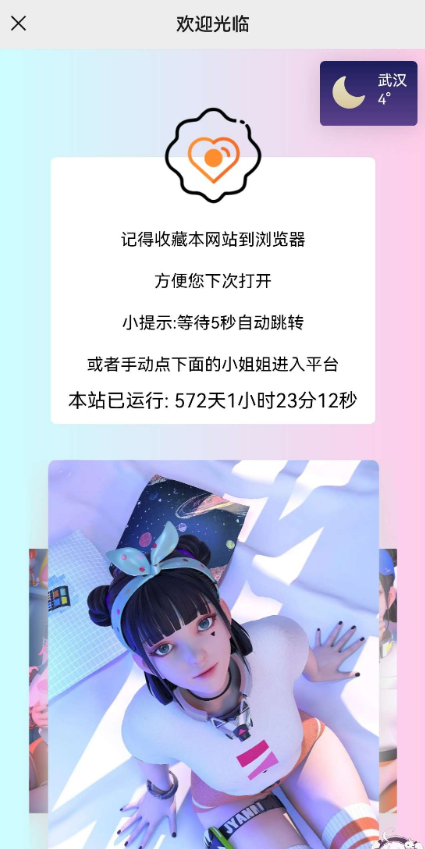 欢迎光临
武汉
4°
记得收藏本网站到浏览器
方便您下次打开
小提示:等待5秒自动跳转
或者手动点下面的小姐姐进入平台
本站已运行: 572天1小时23分12秒
JYAMI